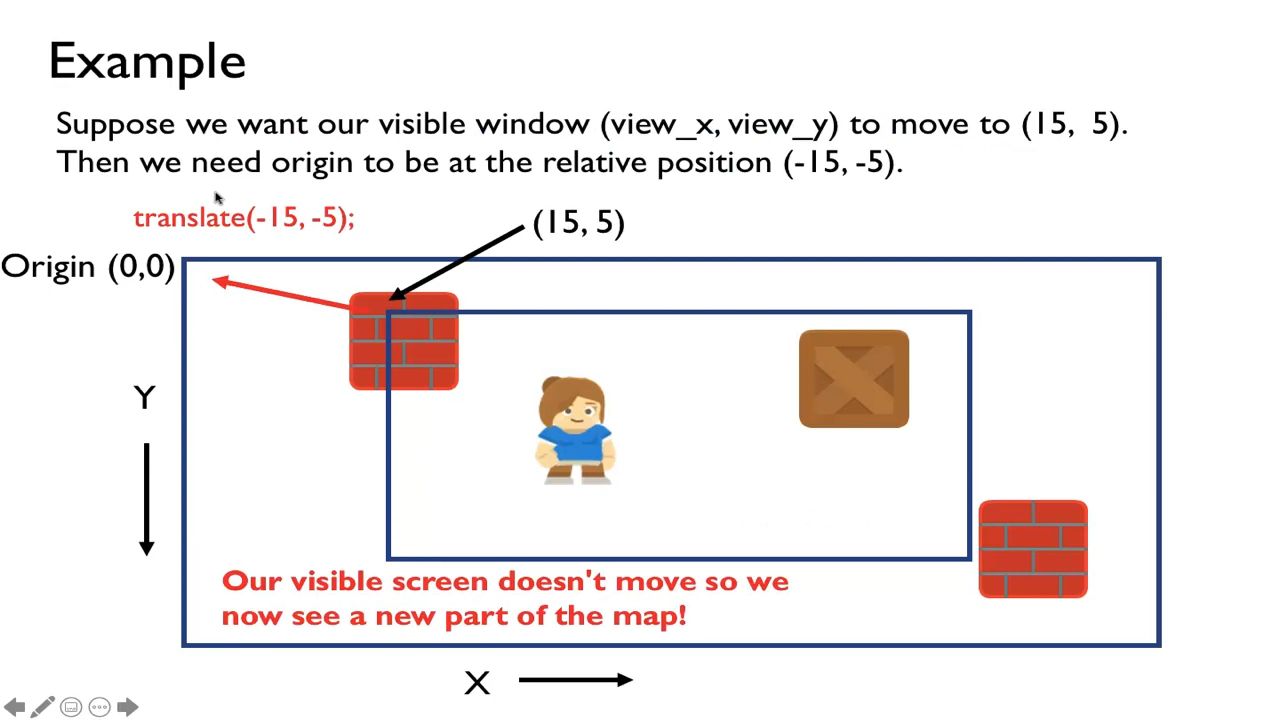 Example
Suppose we want our visible window (view_x, view_y) to move to (15, 5).
Then we need origin to be at the relative position (-15, -5).
translate(-15, -5);
(15, 5)
Origin (0,0)
Y
Our visible screen doesn't move so we
now see a new part of the map!
X